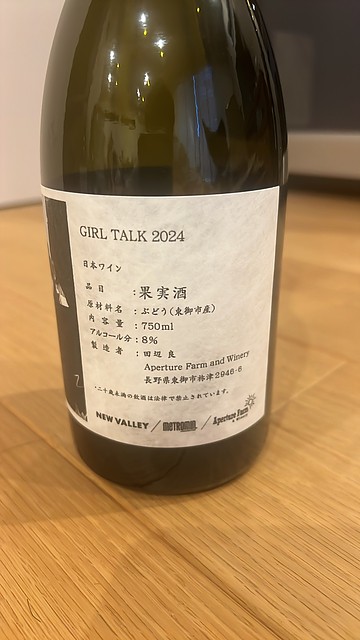 GIRL TALK 2024
日本ワイン
品目 : 果実酒
原材料名 : ぶどう(東御市産)
内容量 : 750ml
アルコール分 : 8%
製造者 : 田辺 良
Aperture Farm and Winery
長野県東御市祢津2946-6
・二十歳未満の飲酒は法律で禁止されています。
NEW VALLEY / METROMIN. / Aperture Farm